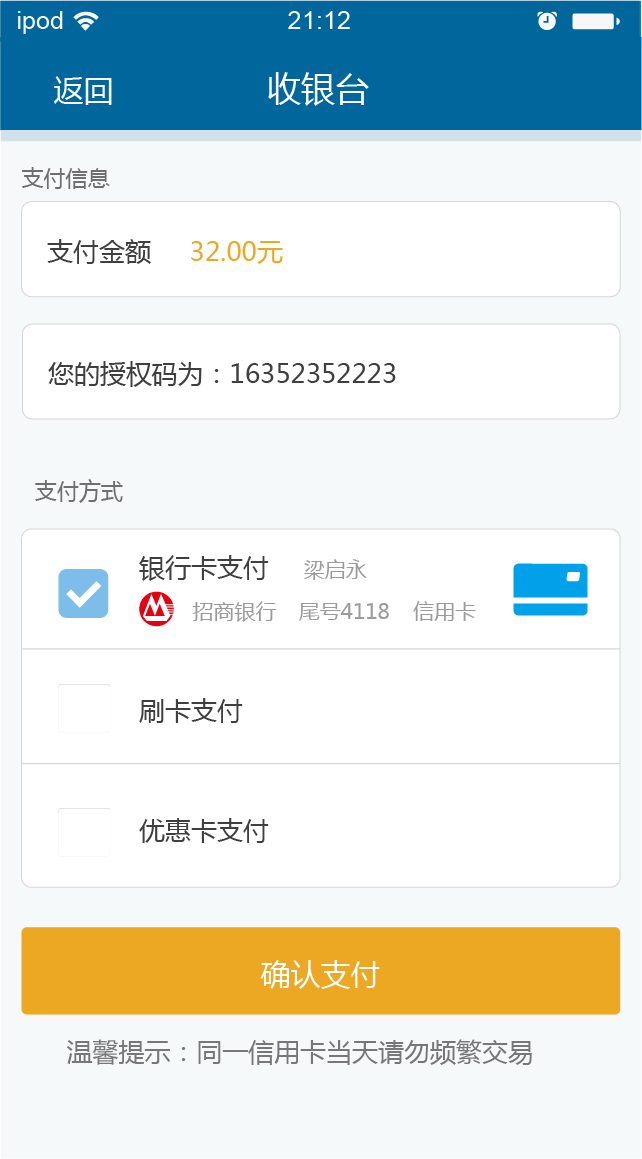 ipod 21:12
返回 收银台
支付信息
支付金额 32.00元
您的授权码为：16352352223
支付方式
银行卡支付 梁启永
招商银行 尾号4118 信用卡
刷卡支付
优惠卡支付
确认支付
温馨提示：同一信用卡当天请勿频繁交易